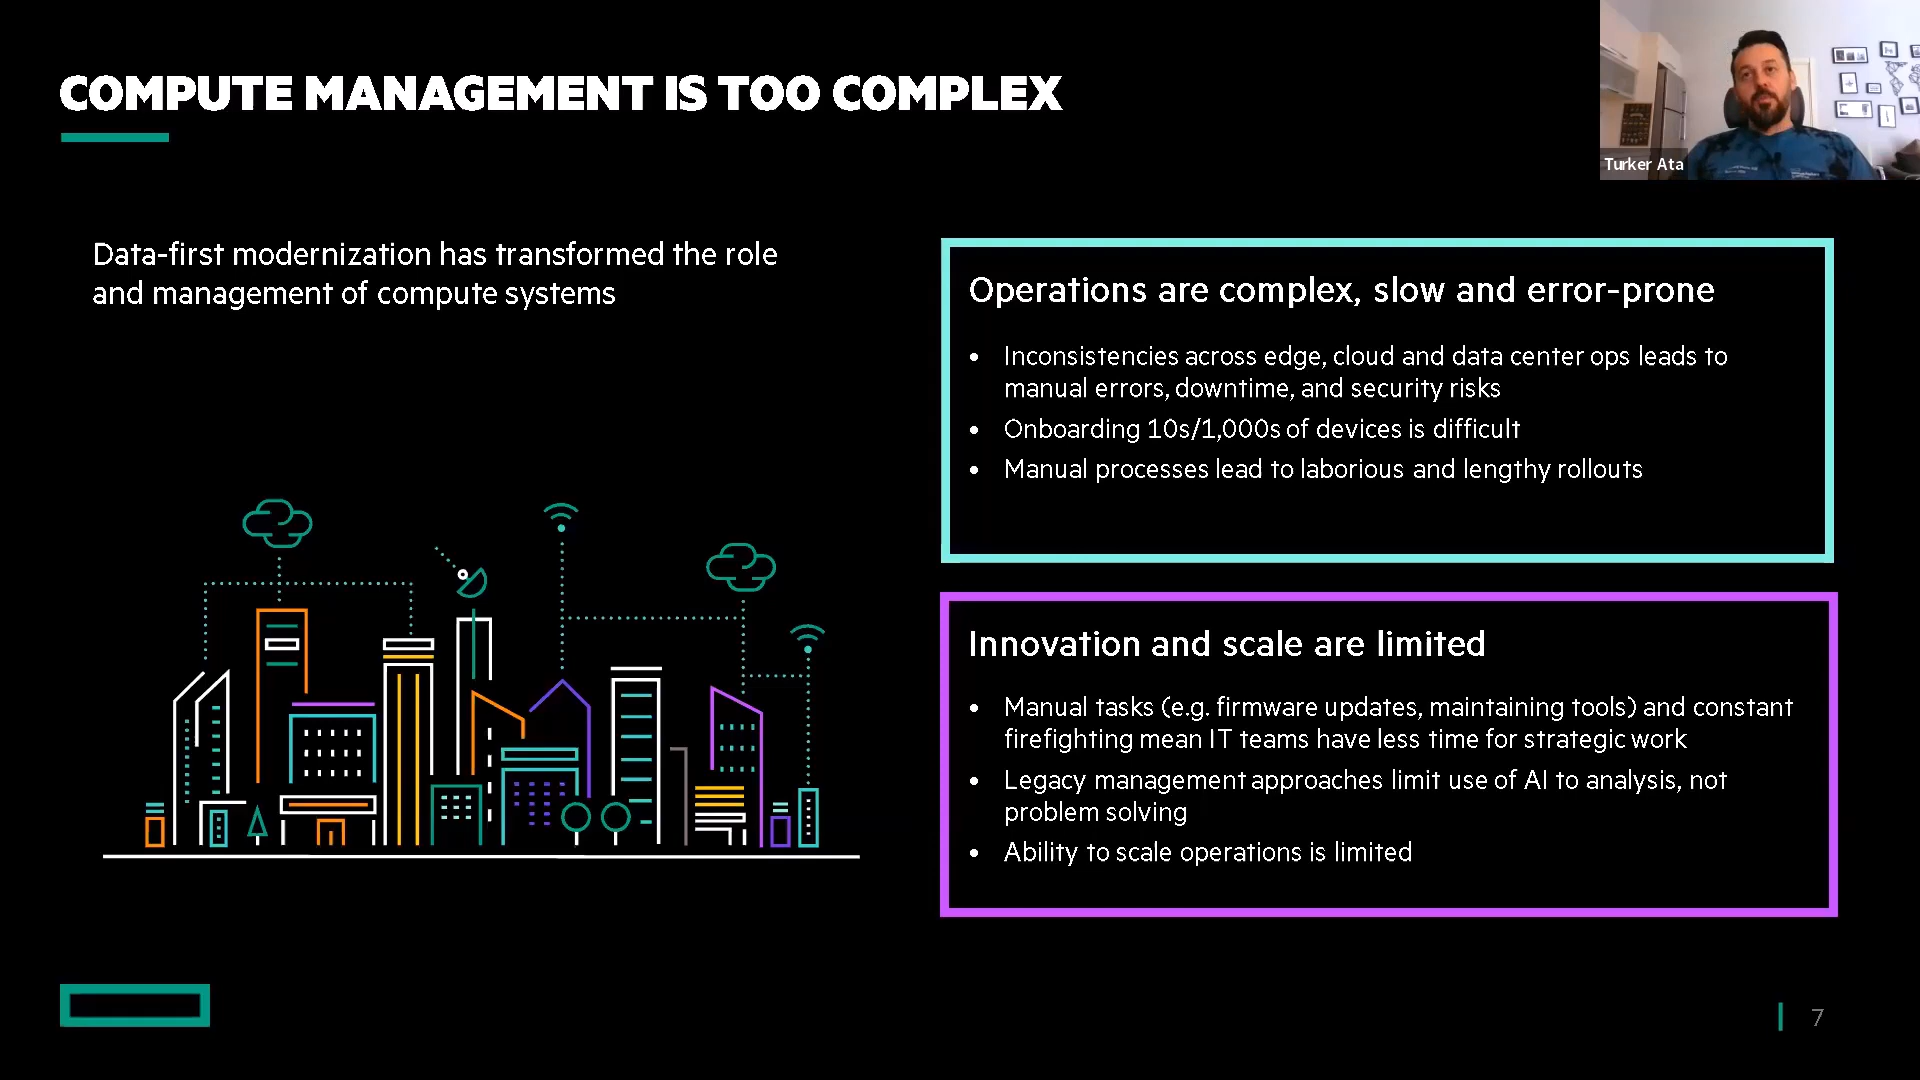 COMPUTE MANAGEMENT IS TOO COMPLEX
Turker Ata
Data-first modernization has transformed the role
and management of compute systems
Operations are complex, slow and error-prone
• Inconsistencies across edge, cloud and data center ops leads to
manual errors, downtime, and security risks
• Onboarding 10s/1,000s of devices is difficult
• Manual processes lead to laborious and lengthy rollouts
Innovation and scale are limited
• Manual tasks (e.g. firmware updates, maintaining tools) and constant
firefighting mean IT teams have less time for strategic work
• Legacy management approaches limit use of AI to analysis, not
problem solving
• Ability to scale operations is limited
7